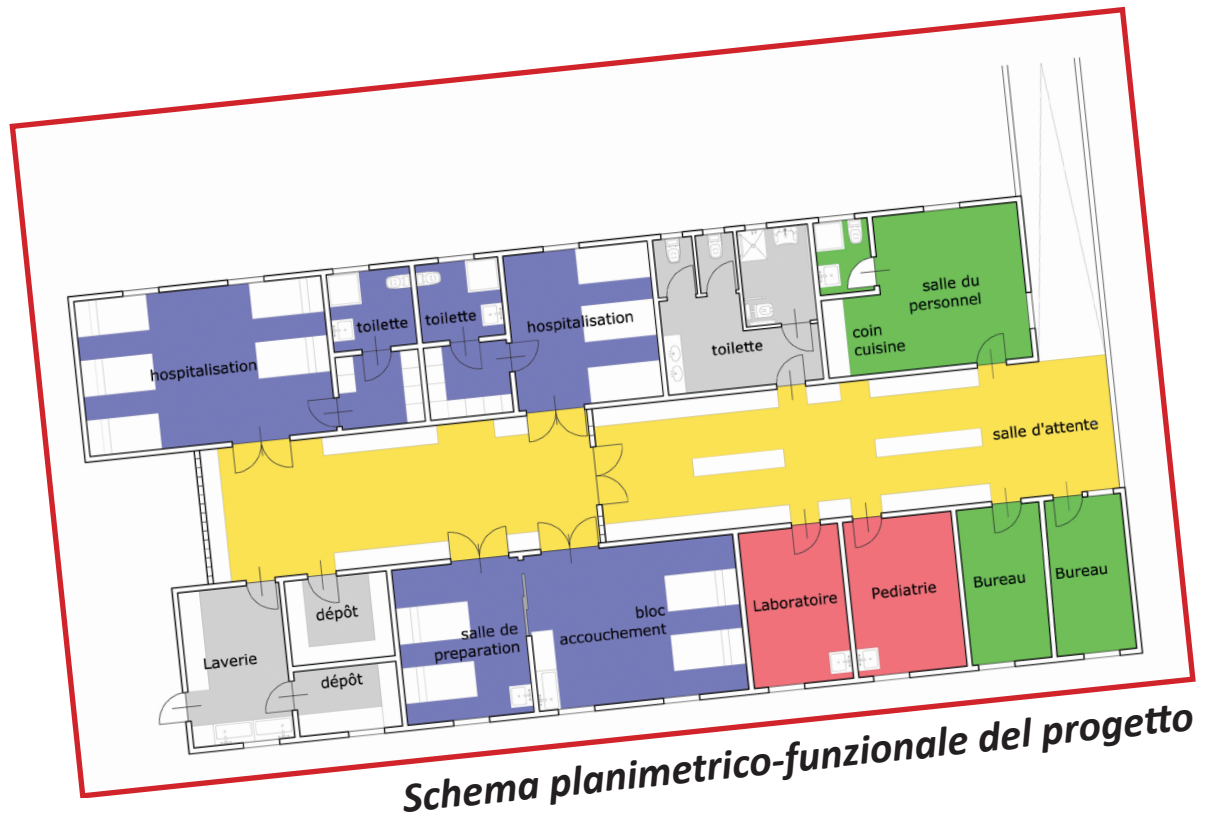 salle du
personnel
coin
cuisine
toilette
toilette
toilette
hospitalisation
hospitalisation
salle d'attente
Laverie
dépôt
dépôt
salle de
preparation
bloc
accouchement
Laboratoire
Pediatrie
Bureau
Bureau
Schema planimetrico-funzionale del progetto